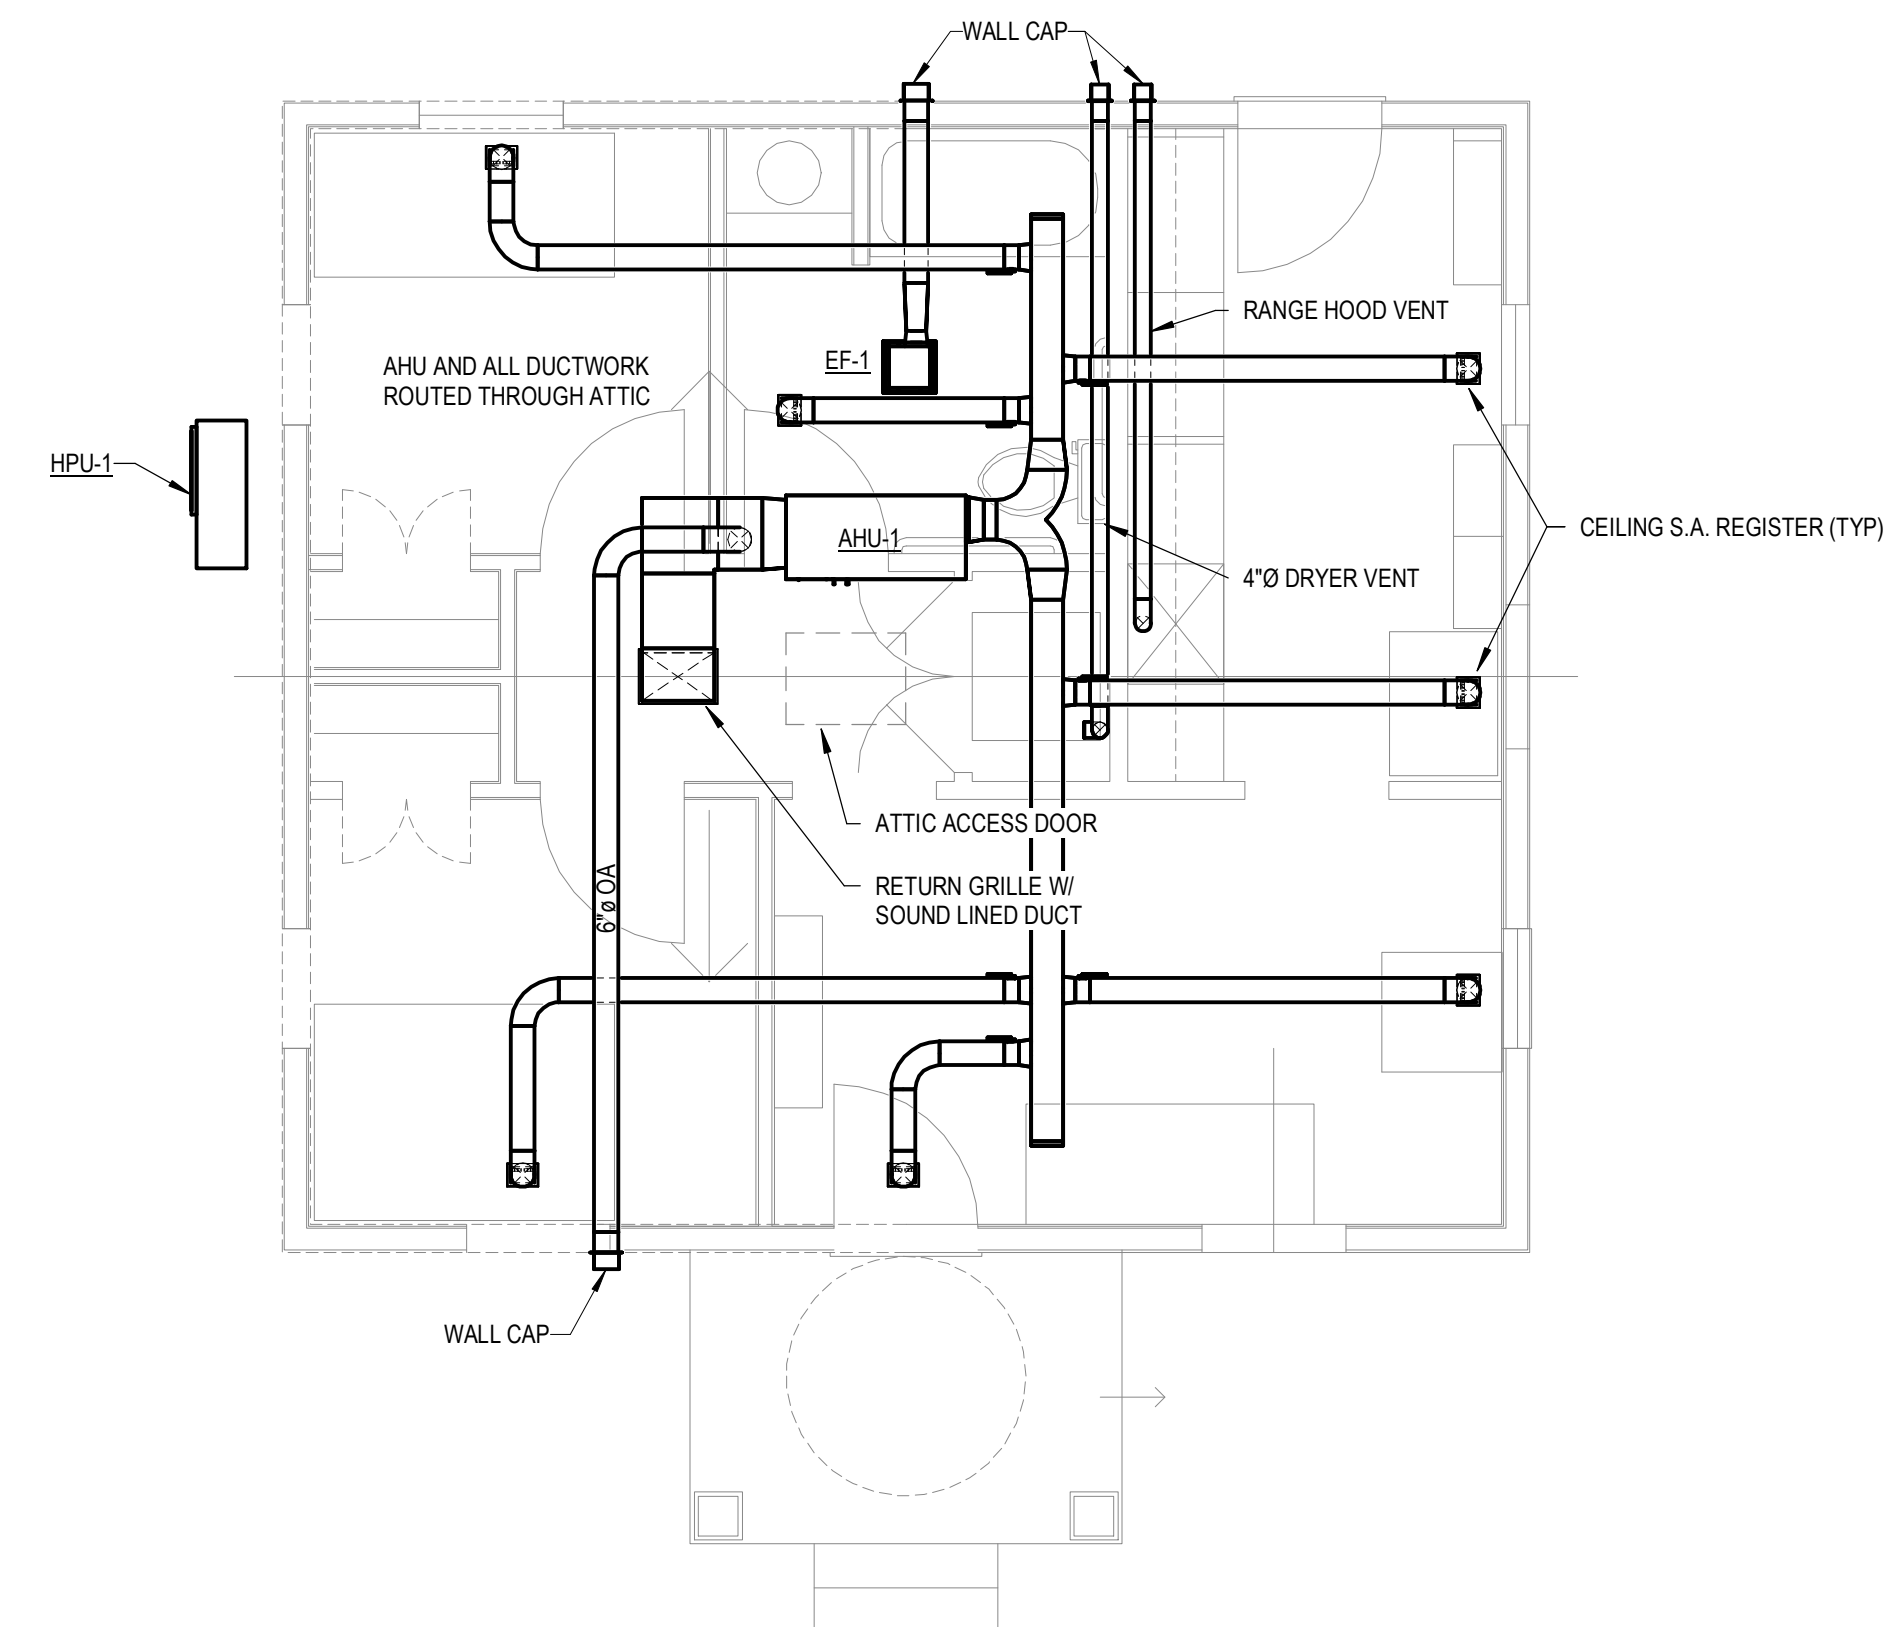 WALL CAP
RANGE HOOD VENT
AHU AND ALL DUCTWORK
ROUTED THROUGH ATTIC
EF-1
HPU-1
AHU-1
CEILING S.A. REGISTER (TYP)
4"Ø DRYER VENT
ATTIC ACCESS DOOR
RETURN GRILLE W/
SOUND LINED DUCT
6"ø OA
WALL CAP